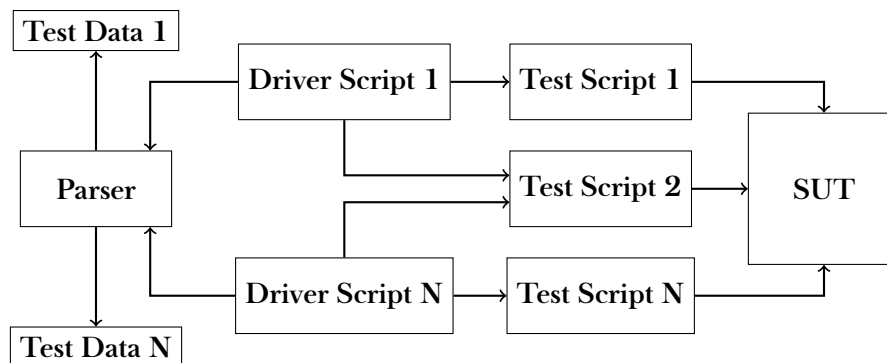 Test Data 1
Driver Script 1
Test Script 1
Parser
Test Script 2
SUT
Driver Script N
Test Script N
Test Data N